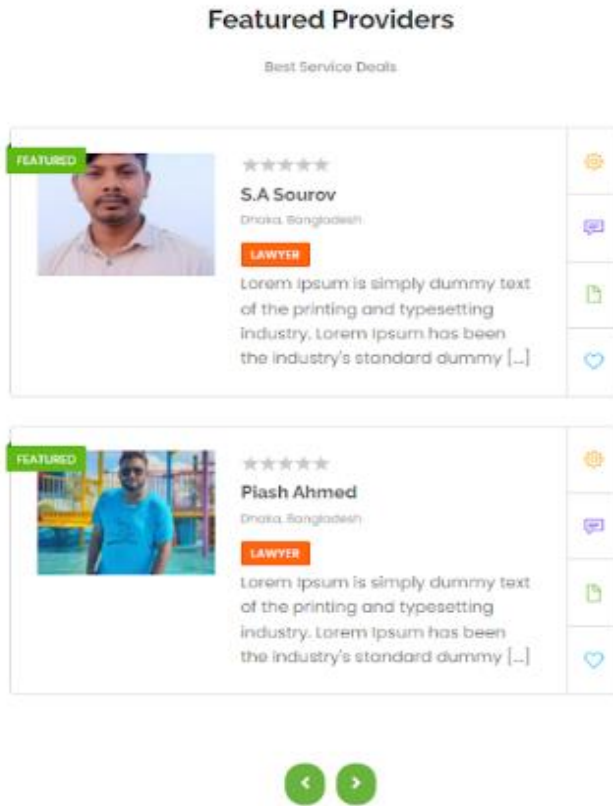 Featured Providers
Best Service Deals
FEATURED
S.A Sourov
Dhaka, Bangladesh
LAWYER
Lorem Ipsum is simply dummy text
of the printing and typesetting
industry. Lorem Ipsum has been
the industry's standard dummy [...]
FEATURED
Piash Ahmed
Dhaka, Bangladesh
LAWYER
Lorem Ipsum is simply dummy text
of the printing and typesetting
industry. Lorem Ipsum has been
the industry's standard dummy [...]